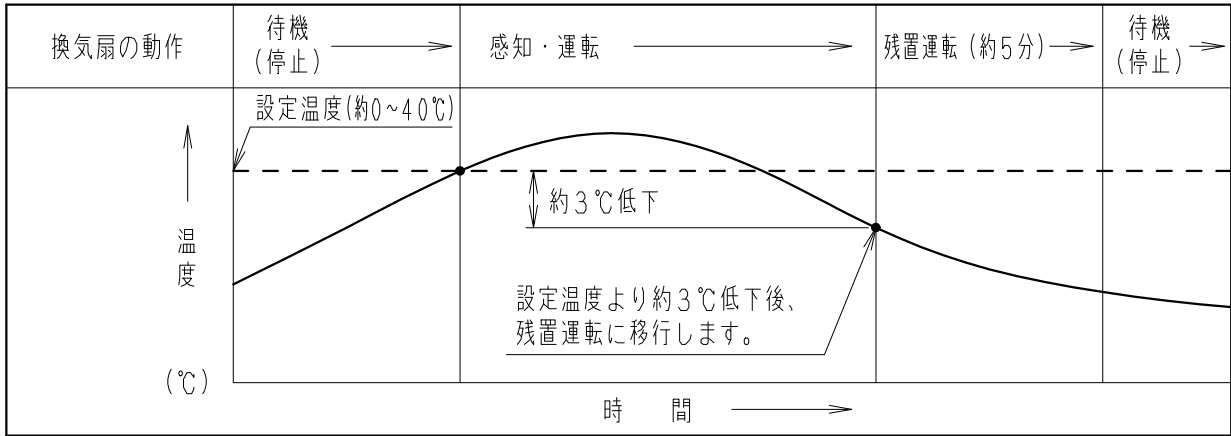 換気扇の動作
待機
(停止)
感知・運転
残置運転(約5分)
待機
(停止)
設定温度(約0~40℃)
約3℃低下
温度
設定温度より約3℃低下後、
残置運転に移行します。
(℃)
時 間